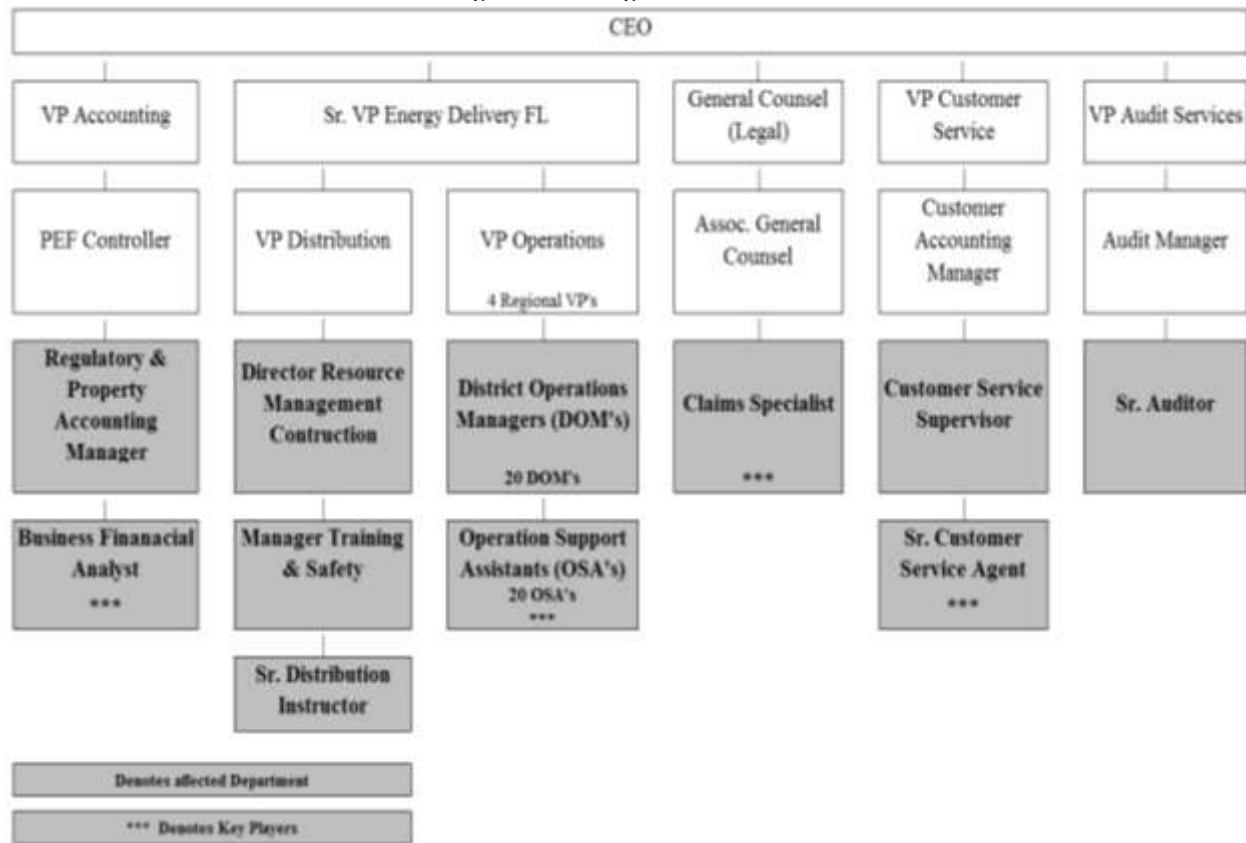 CEO
VP Accounting
Sr. VP Energy Delivery FL
General Counsel
(Legal)
VP Customer
Service
VP Audit Services
PEF Controller
VP Distribution
VP Operations
4 Regional VP's
Assoc. General
Counsel
Customer
Accounting
Manager
Audit Manager
Regulatory &
Property
Accounting
Manager
Director Resource
Management
Contruction
District Operations
Managers (DOM's)
20 DOM's
Claims Specialist
***
Customer Service
Supervisor
Sr. Auditor
Business Finanacial
Analyst
***
Manager Training
& Safety
Operation Support
Assistants (OSA's)
20 OSA's
***
Sr. Customer
Service Agent
***
Sr. Distribution
Instructor
Denotes affected Department
*** Denotes Key Players